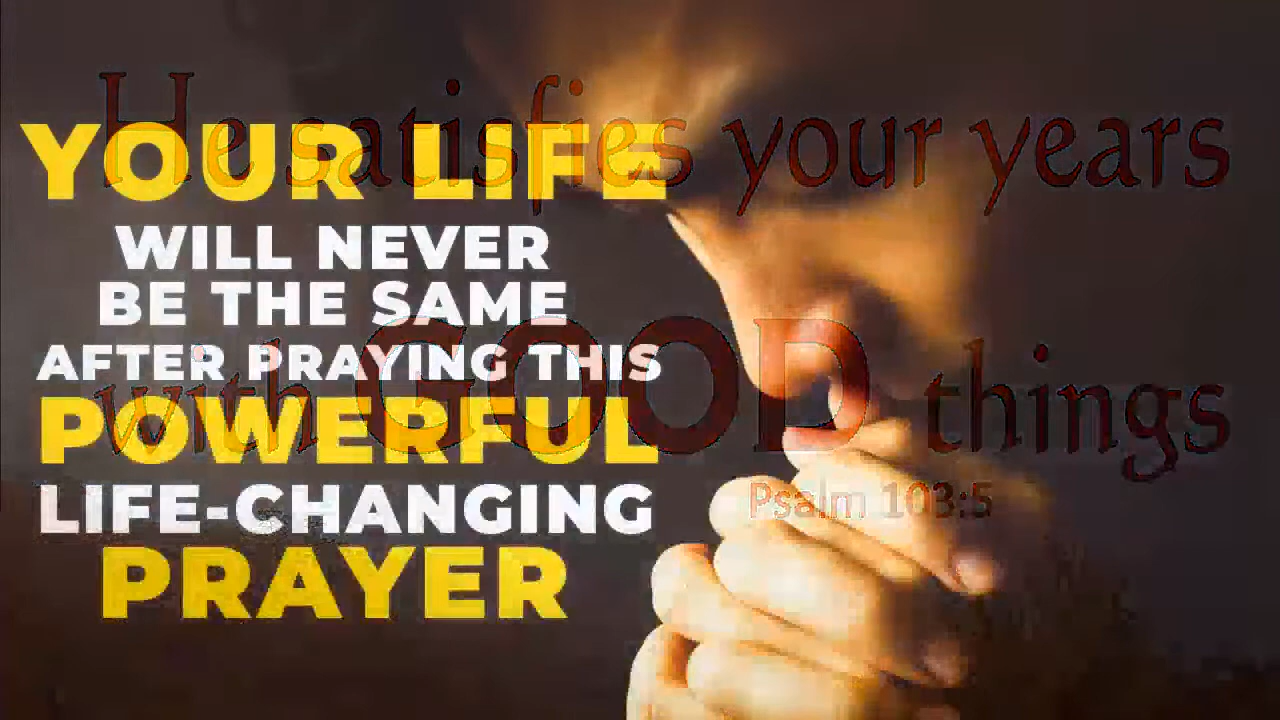 He satisfies your years
YOUR LIFE
WILL NEVER
BE THE SAME
AFTER PRAYING THIS
with GOOD things
POWERFUL
Psalm 103:5
LIFE-CHANGING
PRAYER